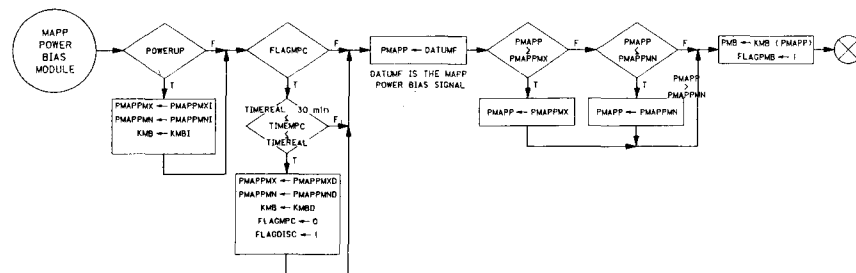 MAPP
POWER
BIAS
MODULE
POWERUP
F
T
PMAPPMX ← PMAPPMXI
PMAPPMN ← PMAPPMNI
KMB ← KMBI
FLAGMPC
F
T
TIMEREAL 30 min
≤
TIMEMPC
≤
TIMEREAL
F
T
PMAPPMX ← PMAPPMXD
PMAPPMN ← PMAPPMND
KMB ← KMBD
FLAGMPC ← 0
FLAGDISC ← 1
PMAPP ← DATUMF
DATUMF IS THE MAPP
POWER BIAS SIGNAL
PMAPP
≥
PMAPPMX
F
T
PMAPP ← PMAPPMX
PMAPP
≤
PMAPPMN
F
T
PMAPP
>
PMAPPMN
PMAPP ← PMAPPMN
PMB ← KMB (PMAPP)
FLAGPMB ← 1